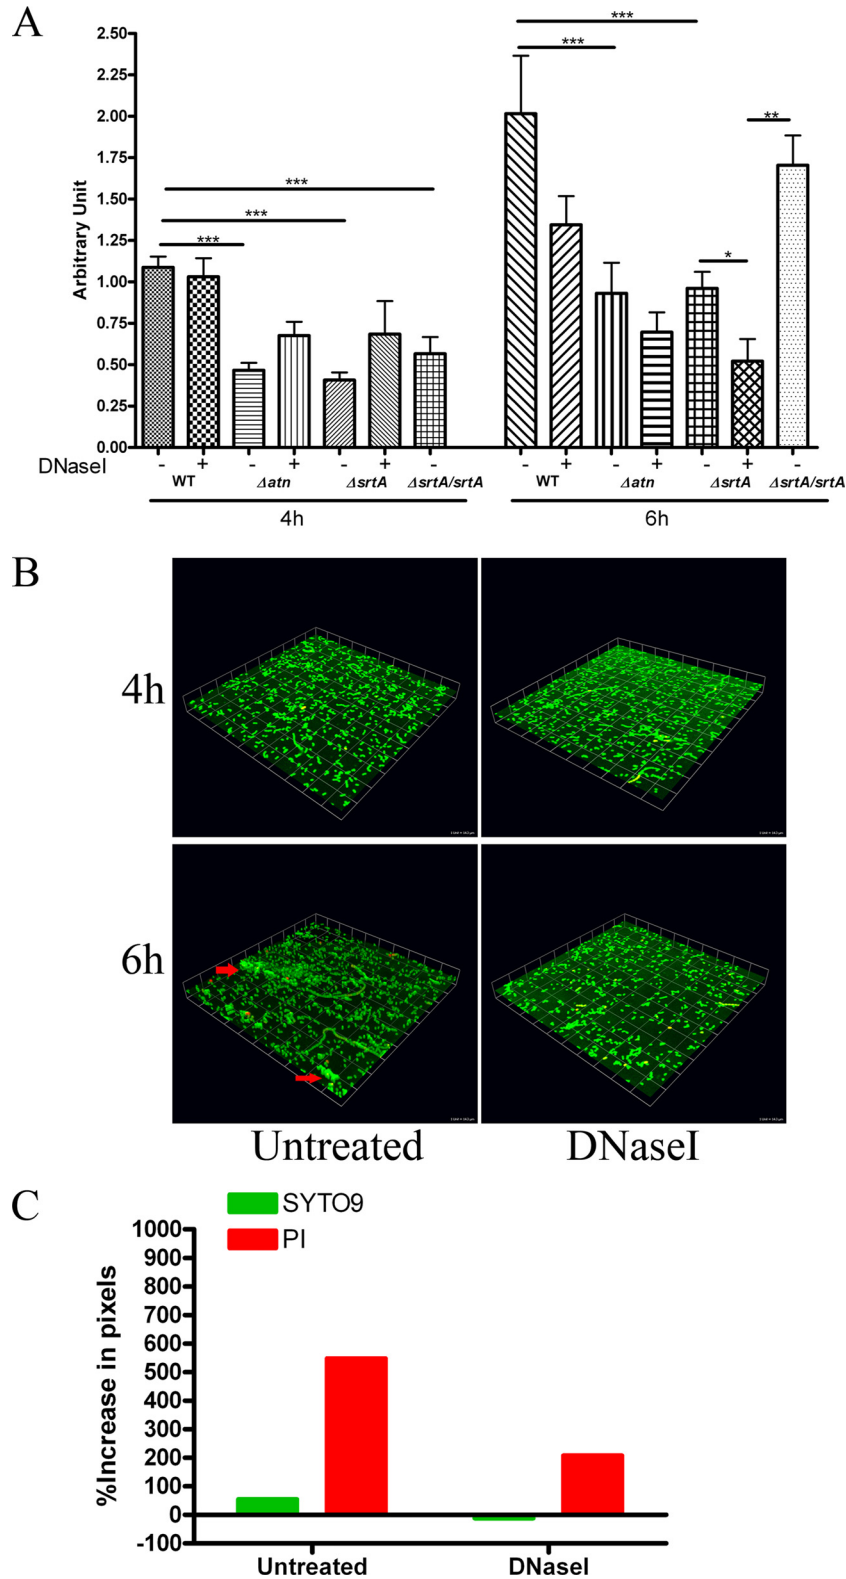 A
2.50
2.25
2.00
1.75
1.50
1.25
1.00
0.75
0.50
0.25
0.00
Arbitrary Unit
***
***
***
***
***
**
*
DNaseI - + - + - + - - + - + - + -
WT Δatn ΔsrtA ΔsrtA/srtA WT Δatn ΔsrtA ΔsrtA/srtA
4h 6h
B
4h
6h
Untreated DNaseI
C
SYTO9
PI
1000
900
800
700
600
500
400
300
200
100
0
-100
%Increase in pixels
Untreated DNaseI